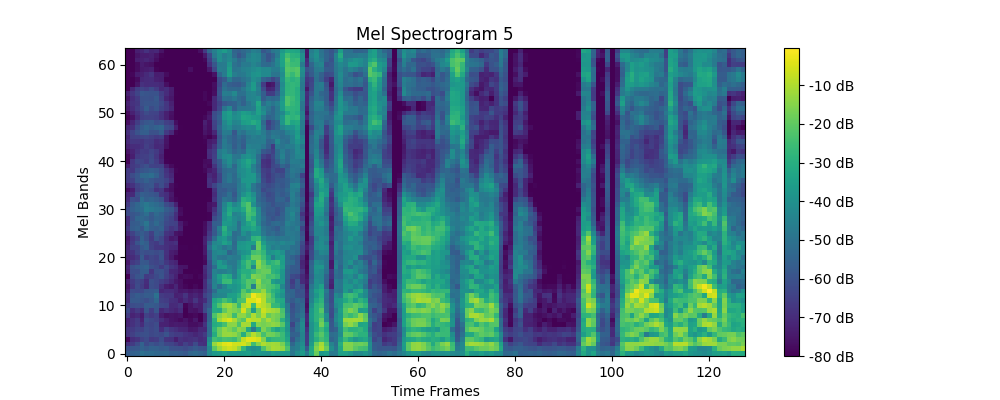 Mel Spectrogram 5
Mel Bands
60
50
40
30
20
10
0
0 20 40 60 80 100 120
Time Frames
-10 dB
-20 dB
-30 dB
-40 dB
-50 dB
-60 dB
-70 dB
-80 dB